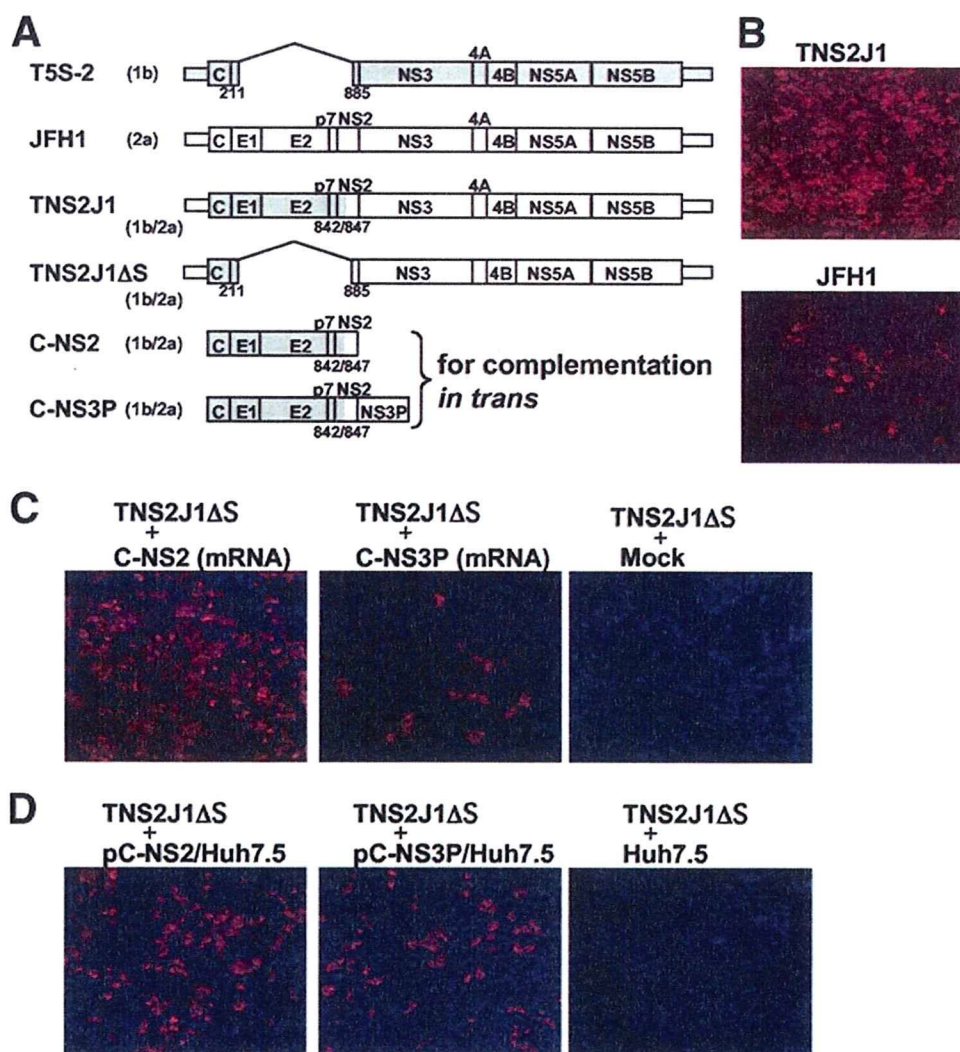 A
T5S-2 (1b) C NS3 4A 4B NS5A NS5B
211 885
JFH1 (2a) C E1 E2 p7 NS2 NS3 4A 4B NS5A NS5B
TNS2J1 C E1 E2 p7 NS2 NS3 4A 4B NS5A NS5B
(1b/2a) 842/847
TNS2J1ΔS C NS3 4B NS5A NS5B
211 885
(1b/2a)
C-NS2 (1b/2a) C E1 E2 p7 NS2
842/847
C-NS3P (1b/2a) C E1 E2 p7 NS2 NS3P
842/847
for complementation
in trans
B
TNS2J1
JFH1
C
TNS2J1ΔS
+
C-NS2 (mRNA)
TNS2J1ΔS
+
C-NS3P (mRNA)
TNS2J1ΔS
+
Mock
D
TNS2J1ΔS
+
pC-NS2/Huh7.5
TNS2J1ΔS
+
pC-NS3P/Huh7.5
TNS2J1ΔS
+
Huh7.5